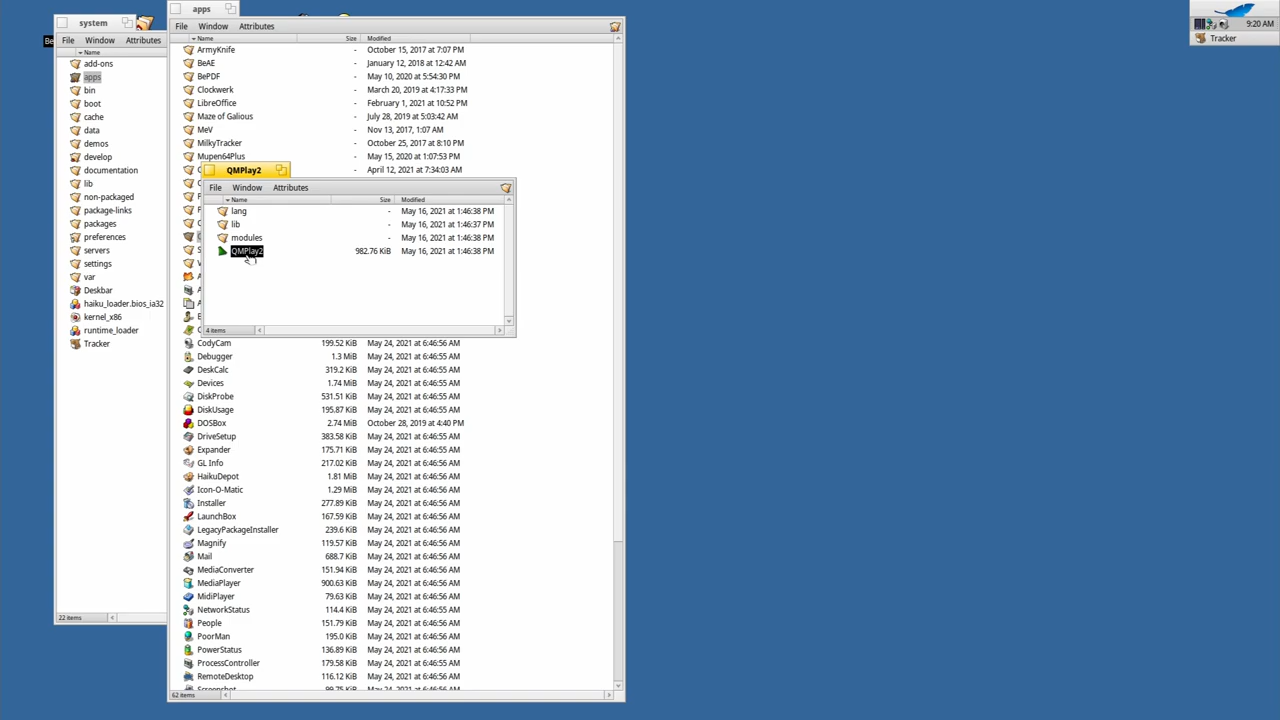 system
File Window Attributes
Name
add-ons
apps
bin
boot
cache
data
demos
develop
documentation
lib
non-packaged
package-links
packages
preferences
servers
settings
var
Deskbar
haiku_loader.bios_ia32
kernel_x86
runtime_loader
Tracker
22 items
apps
File Window Attributes
Name Size Modified
ArmyKnife - October 15, 2017 at 7:07 PM
BeAE - January 12, 2018 at 12:42 AM
BePDF - May 10, 2020 at 5:54:30 PM
Clockwerk - March 20, 2019 at 4:17:33 PM
LibreOffice - February 1, 2021 at 10:52 PM
Maze of Galious - July 28, 2019 at 5:03:42 AM
MeV - Nov 13, 2017, 1:07 AM
MilkyTracker - October 25, 2017 at 8:10 PM
Mupen64Plus - May 15, 2020 at 1:07:53 PM
- April 12, 2021 at 7:34:03 AM
QMPlay2
File Window Attributes
Name Size Modified
lang - May 16, 2021 at 1:46:38 PM
lib - May 16, 2021 at 1:46:37 PM
modules - May 16, 2021 at 1:46:38 PM
QMPlay2 982.76 KiB May 16, 2021 at 1:46:38 PM
4 items
CodyCam 199.52 KiB May 24, 2021 at 6:46:56 AM
Debugger 1.3 MiB May 24, 2021 at 6:46:55 AM
DeskCalc 319.2 KiB May 24, 2021 at 6:46:55 AM
Devices 1.74 MiB May 24, 2021 at 6:46:55 AM
DiskProbe 531.51 KiB May 24, 2021 at 6:46:55 AM
DiskUsage 195.87 KiB May 24, 2021 at 6:46:55 AM
DOSBox 2.74 MiB October 28, 2019 at 4:40 PM
DriveSetup 383.58 KiB May 24, 2021 at 6:46:55 AM
Expander 175.71 KiB May 24, 2021 at 6:46:56 AM
GL Info 217.02 KiB May 24, 2021 at 6:46:56 AM
HaikuDepot 1.81 MiB May 24, 2021 at 6:46:56 AM
Icon-O-Matic 1.29 MiB May 24, 2021 at 6:46:56 AM
Installer 277.89 KiB May 24, 2021 at 6:46:56 AM
LaunchBox 167.59 KiB May 24, 2021 at 6:46:56 AM
LegacyPackageInstaller 239.6 KiB May 24, 2021 at 6:46:56 AM
Magnify 119.57 KiB May 24, 2021 at 6:46:56 AM
Mail 688.7 KiB May 24, 2021 at 6:46:56 AM
MediaConverter 151.94 KiB May 24, 2021 at 6:46:56 AM
MediaPlayer 900.63 KiB May 24, 2021 at 6:46:56 AM
MidiPlayer 79.63 KiB May 24, 2021 at 6:46:56 AM
NetworkStatus 114.4 KiB May 24, 2021 at 6:46:55 AM
People 151.79 KiB May 24, 2021 at 6:46:56 AM
PoorMan 195.0 KiB May 24, 2021 at 6:46:56 AM
PowerStatus 136.89 KiB May 24, 2021 at 6:46:56 AM
ProcessController 179.58 KiB May 24, 2021 at 6:46:55 AM
RemoteDesktop 116.12 KiB May 24, 2021 at 6:46:56 AM
Screenshot 99.75 KiB May 24, 2021 at 6:46:56 AM
62 items
9:20 AM
Tracker